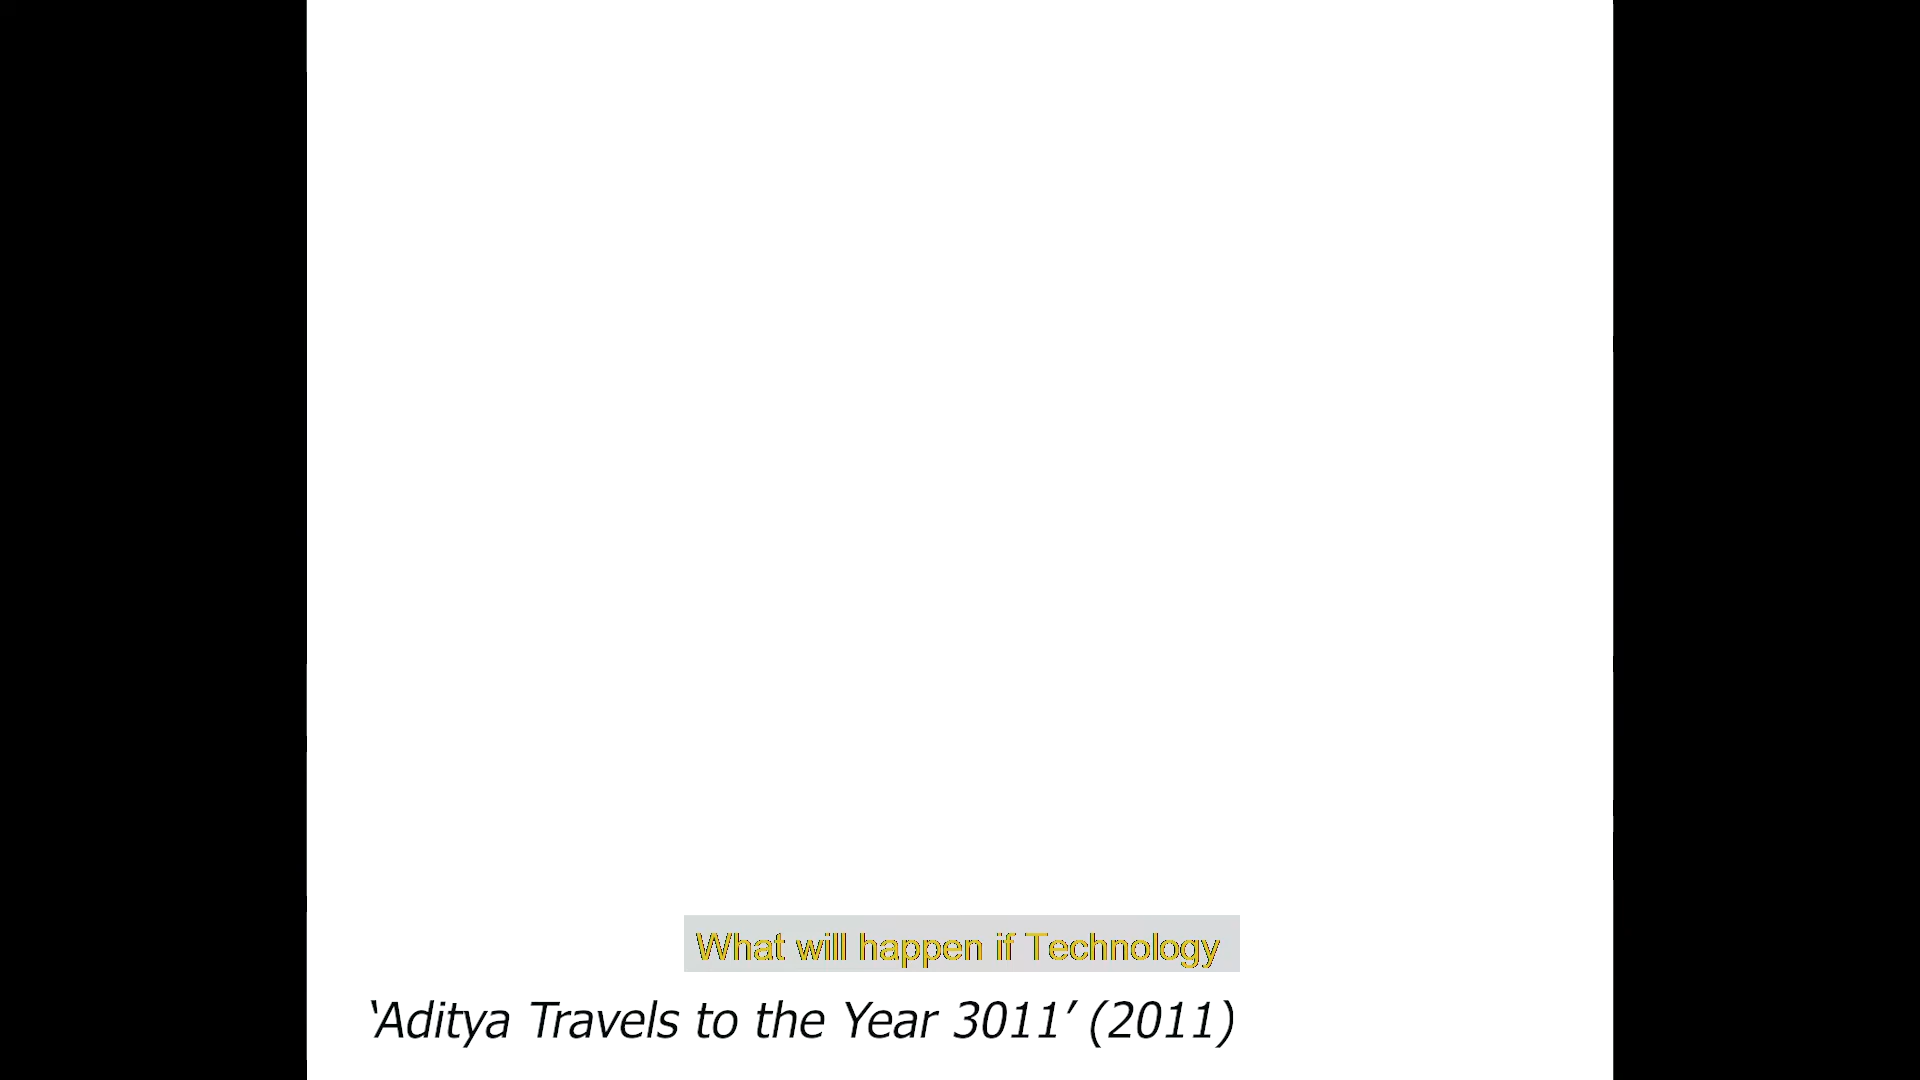 What will happen if Technology
‘Aditya Travels to the Year 3011’ (2011)